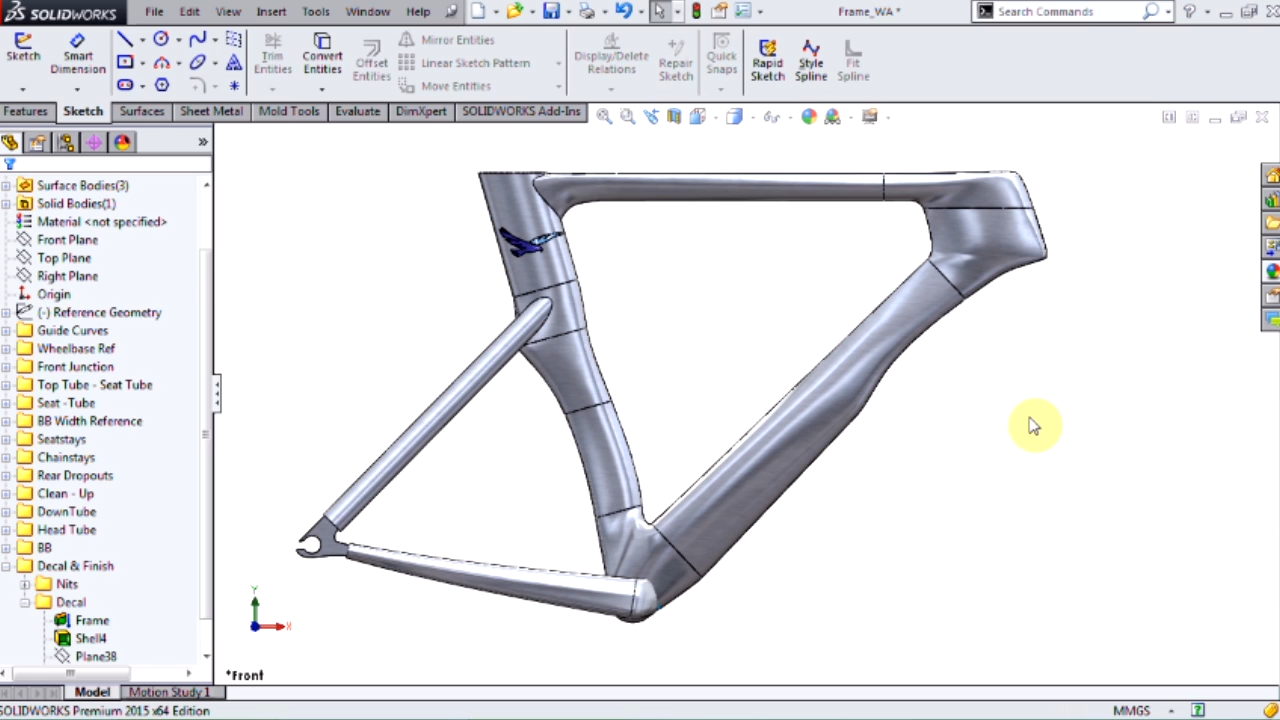 SOLIDWORKS File Edit View Insert Tools Window Help Frame_WA * Search Commands
Sketch Smart Dimension Trim Entities Convert Entities Offset Entities Mirror Entities Linear Sketch Pattern Move Entities Display/Delete Relations Repair Sketch Quick Snaps Rapid Sketch Style Spline Fit Spline
Features Sketch Surfaces Sheet Metal Mold Tools Evaluate DimXpert SOLIDWORKS Add-Ins
Surface Bodies(3)
Solid Bodies(1)
Material <not specified>
Front Plane
Top Plane
Right Plane
Origin
(-) Reference Geometry
Guide Curves
Wheelbase Ref
Front Junction
Top Tube - Seat Tube
Seat -Tube
BB Width Reference
Seatstays
Chainstays
Rear Dropouts
Clean - Up
DownTube
Head Tube
BB
Decal & Finish
Nits
Decal
Frame
Shell4
Plane38
Y
X
*Front
Model Motion Study 1
SOLIDWORKS Premium 2015 x64 Edition MMGS